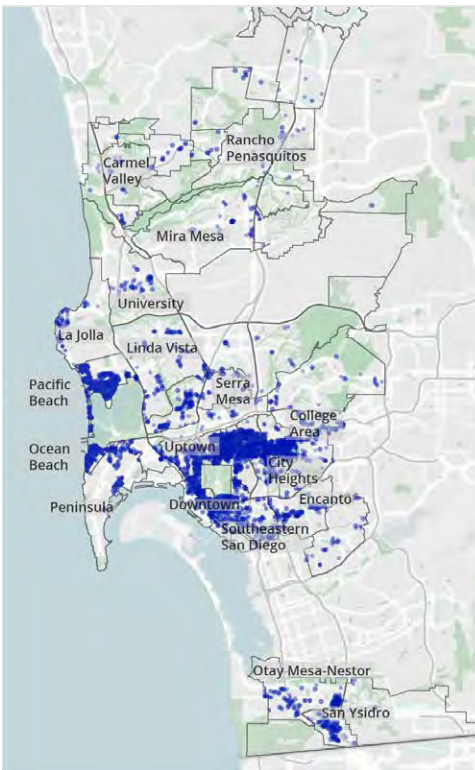 Rancho
Penasquitos
Carmel
Valley
Mira Mesa
University
La Jolla
Linda Vista
Pacific
Beach
Serra
Mesa
College
Area
Ocean
Beach
Uptown
City
Heights
Encanto
Peninsula
Downtown
Southeastern
San Diego
Otay Mesa-Nestor
San Ysidro